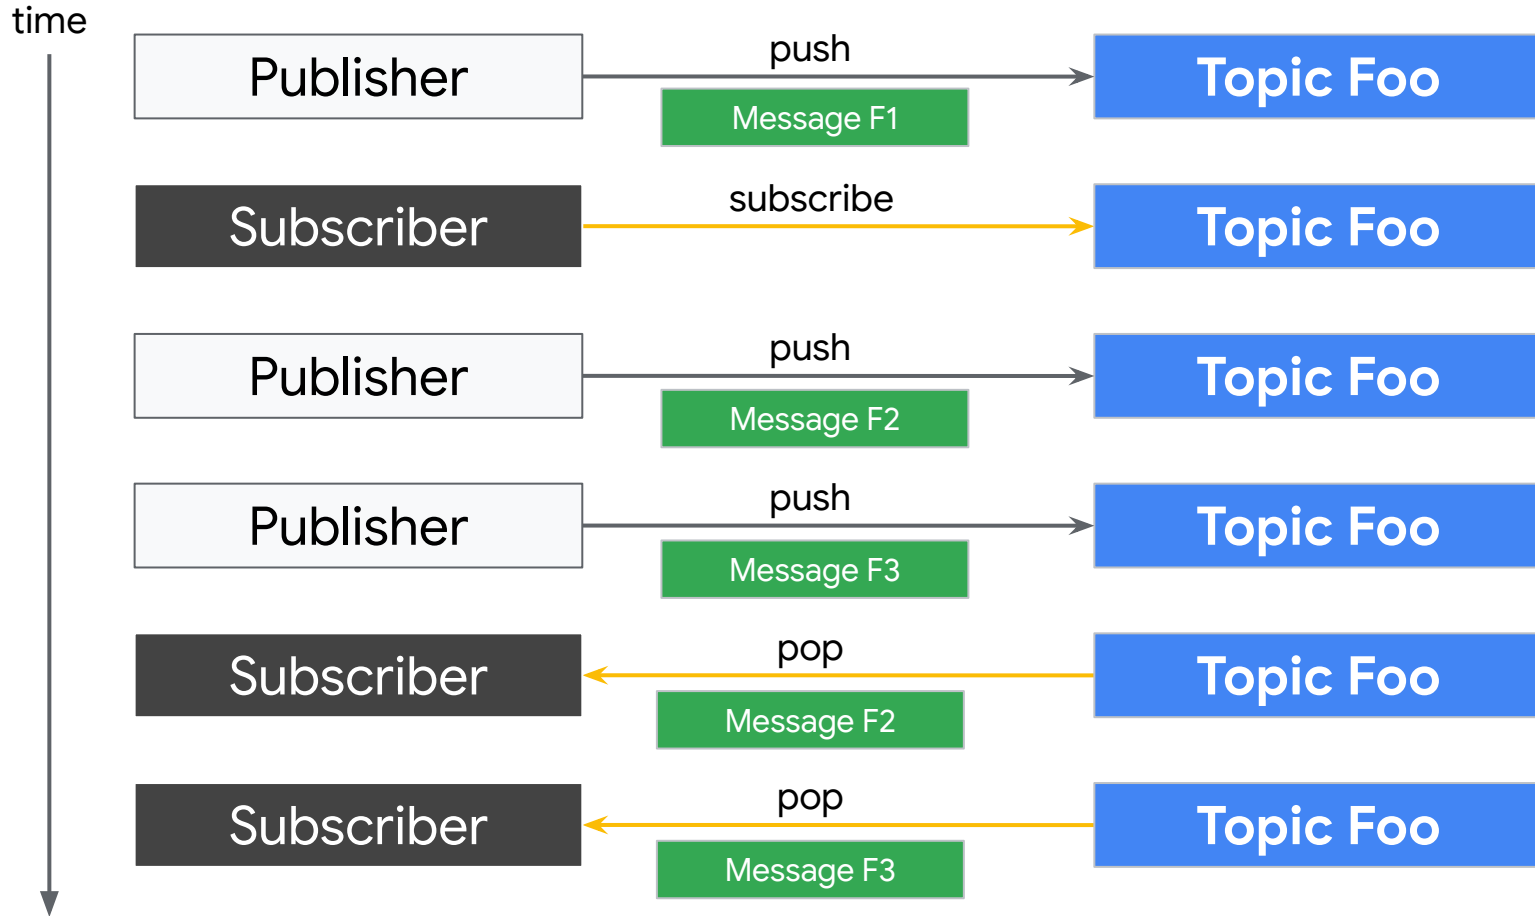 time
Publisher
push
Message F1
Topic Foo
Subscriber
subscribe
Topic Foo
Publisher
push
Message F2
Topic Foo
Publisher
push
Message F3
Topic Foo
Subscriber
pop
Message F2
Topic Foo
Subscriber
pop
Message F3
Topic Foo